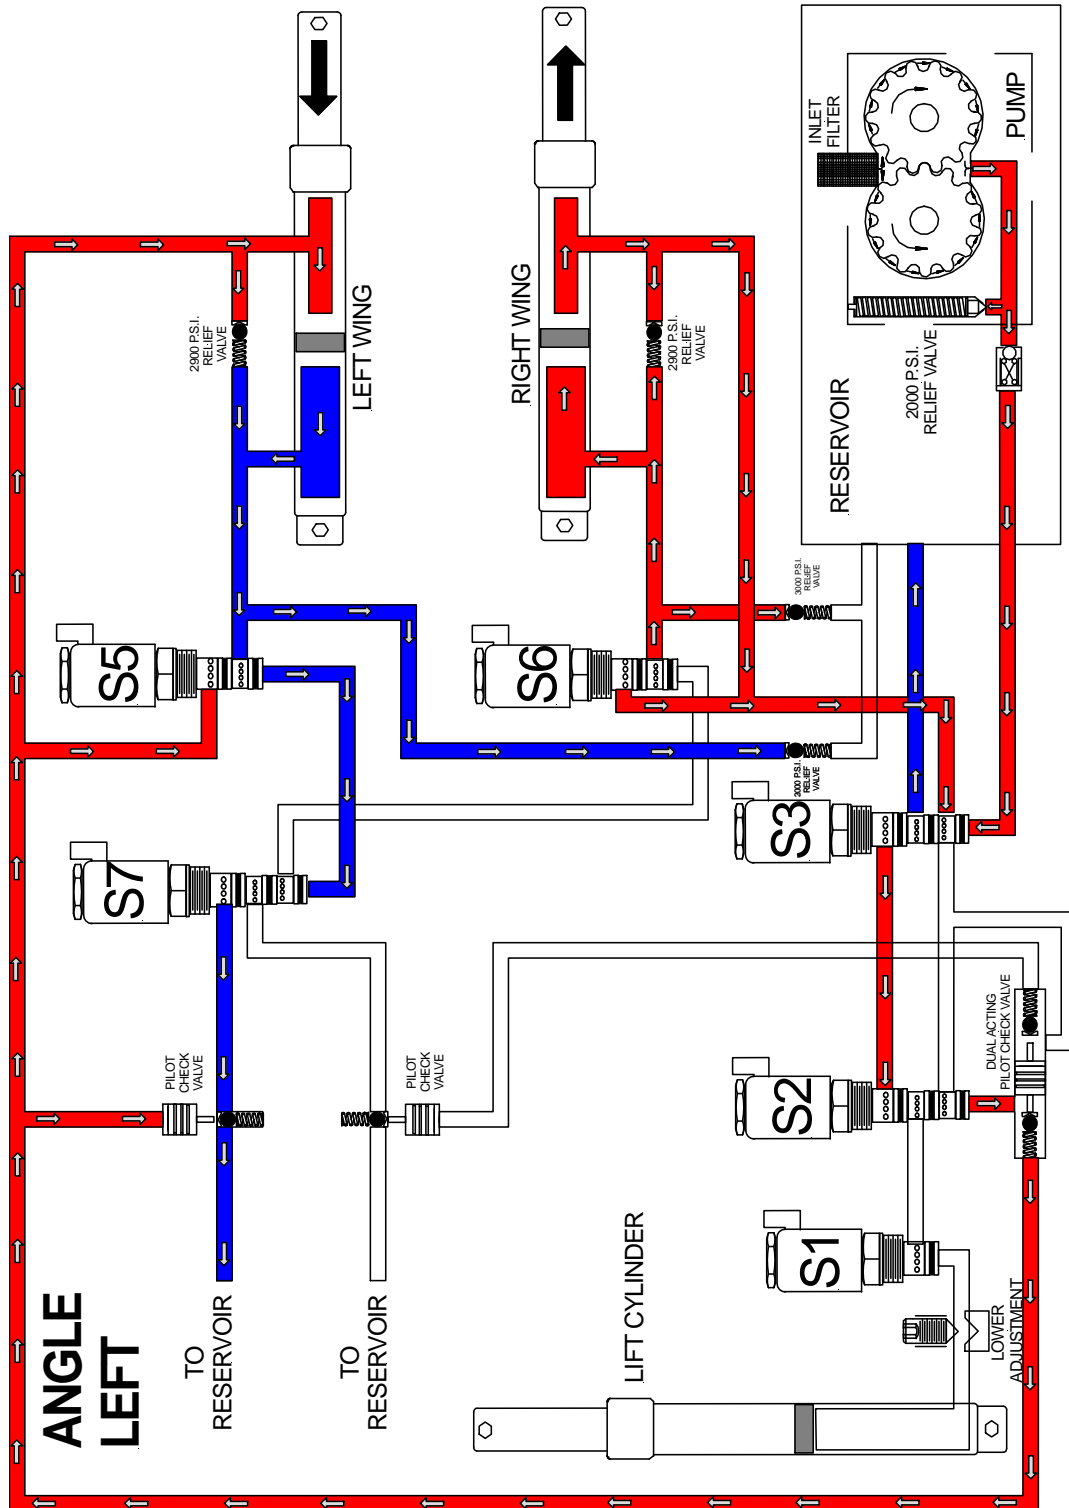 ANGLE
LEFT
TO
RESERVOIR
TO
RESERVOIR
PILOT
CHECK
VALVE
PILOT
CHECK
VALVE
S7
S5
2900 P.S.I.
RELIEF
VALVE
LEFT WING
RIGHT WING
2900 P.S.I.
RELIEF
VALVE
S6
3000 P.S.I.
RELIEF
VALVE
3000 P.S.I.
RELIEF
VALVE
INLET
FILTER
PUMP
RESERVOIR
2000 P.S.I.
RELIEF VALVE
S3
S2
S1
DUAL ACTING
PILOT CHECK VALVE
LIFT CYLINDER
LOWER
ADJUSTMENT